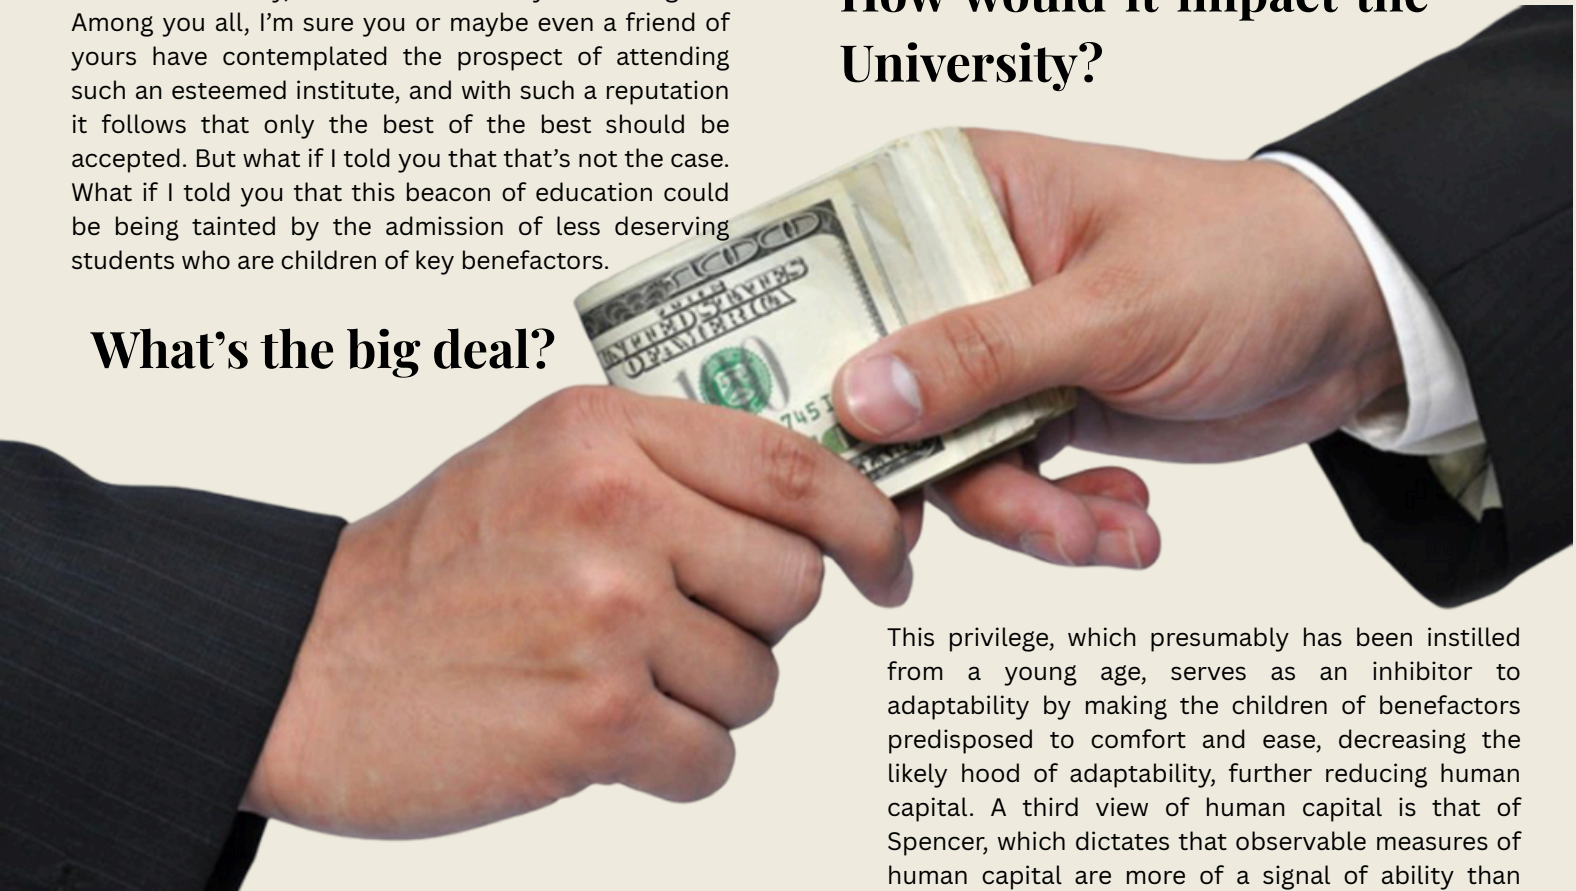 Among you all, I’m sure you or maybe even a friend of
yours have contemplated the prospect of attending
such an esteemed institute, and with such a reputation
it follows that only the best of the best should be
accepted. But what if I told you that that’s not the case.
What if I told you that this beacon of education could
be being tainted by the admission of less deserving
students who are children of key benefactors.
What’s the big deal?
How would it impact the
University?
This privilege, which presumably has been instilled
from a young age, serves as an inhibitor to
adaptability by making the children of benefactors
predisposed to comfort and ease, decreasing the
likely hood of adaptability, further reducing human
capital. A third view of human capital is that of
Spencer, which dictates that observable measures of
human capital are more of a signal of ability than